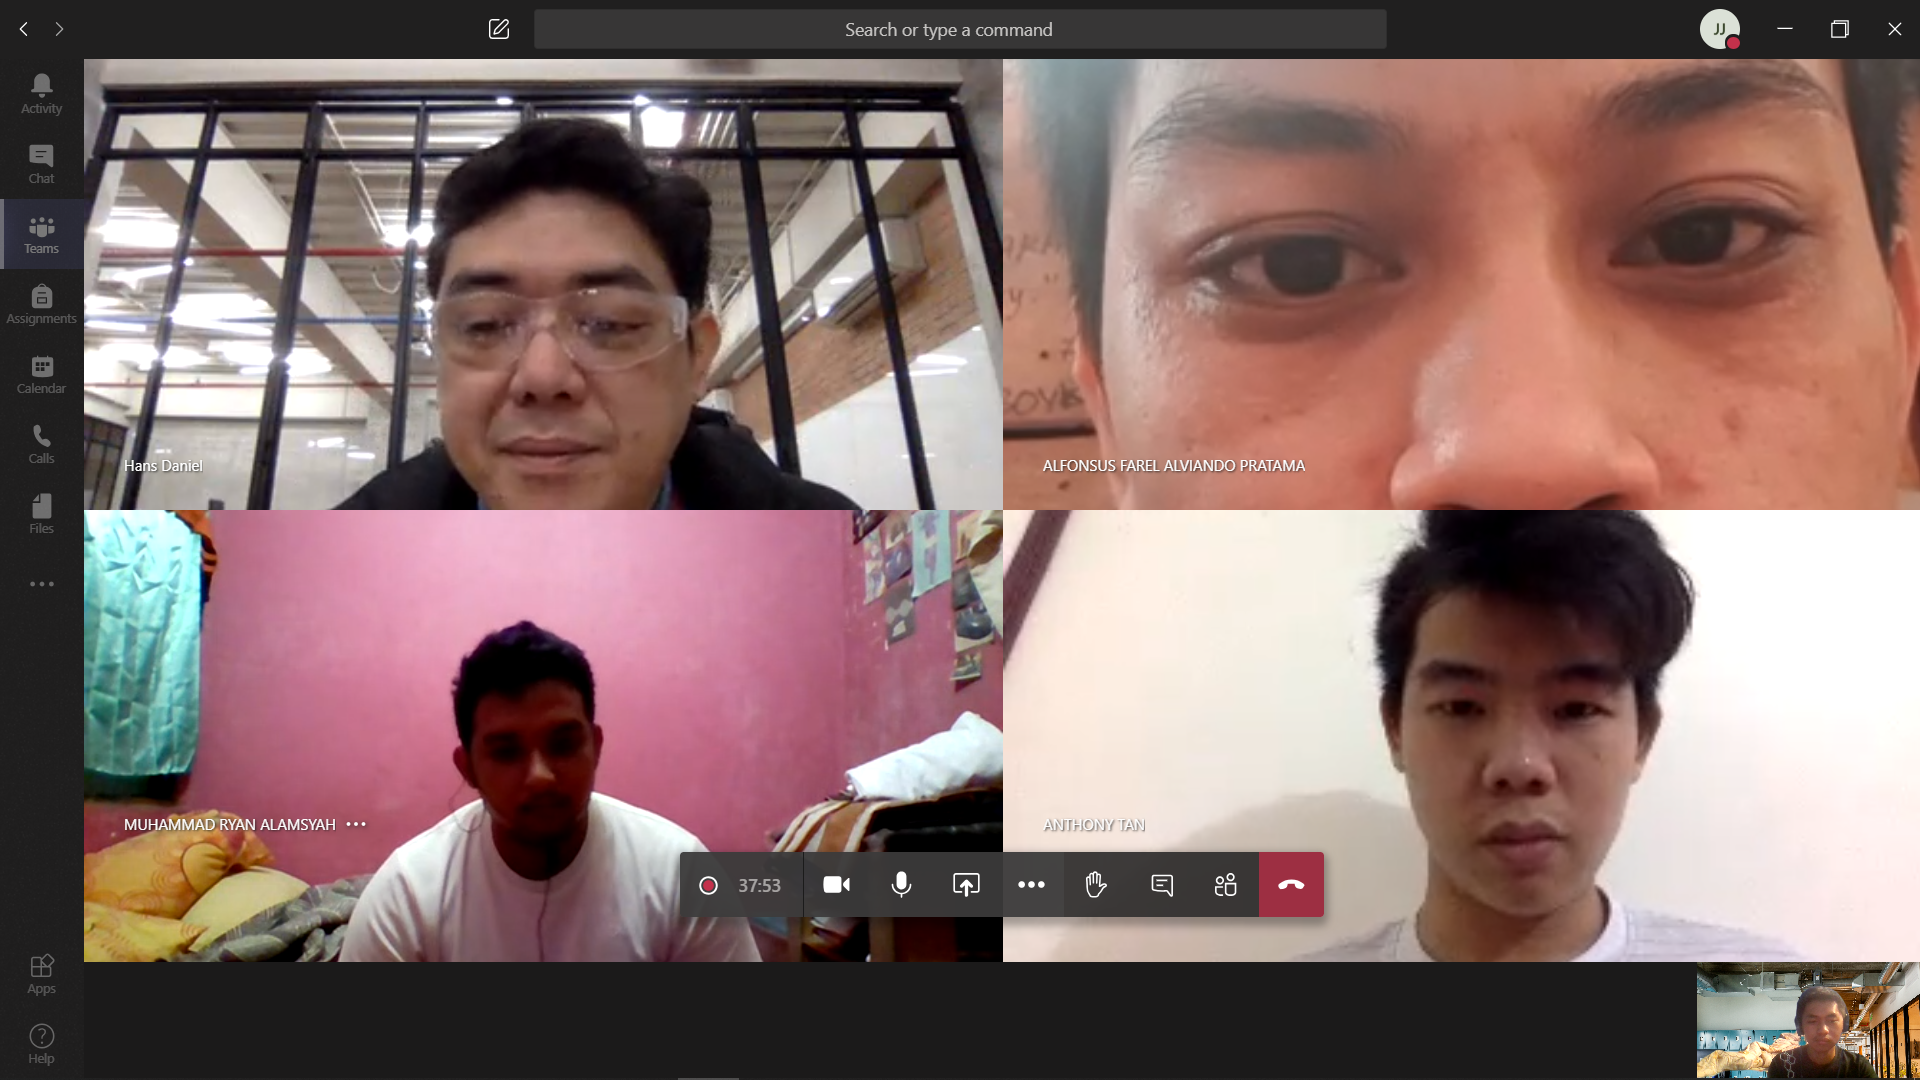 Search or type a command
JJ
Activity
Chat
Teams
Assignments
Calendar
Calls
Files
Apps
Help
Hans Daniel
ALFONSUS FAREL ALVIANDO PRATAMA
MUHAMMAD RYAN ALAMSYAH
ANTHONY TAN
37:53